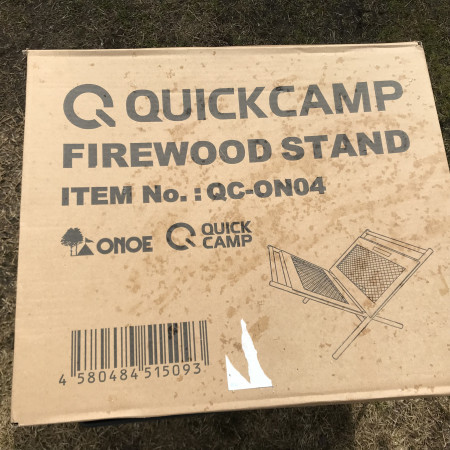 QUICKCAMP
FIREWOOD STAND
ITEM No. : QC-ON04
ONOE
QUICK
CAMP
4 580484 515093